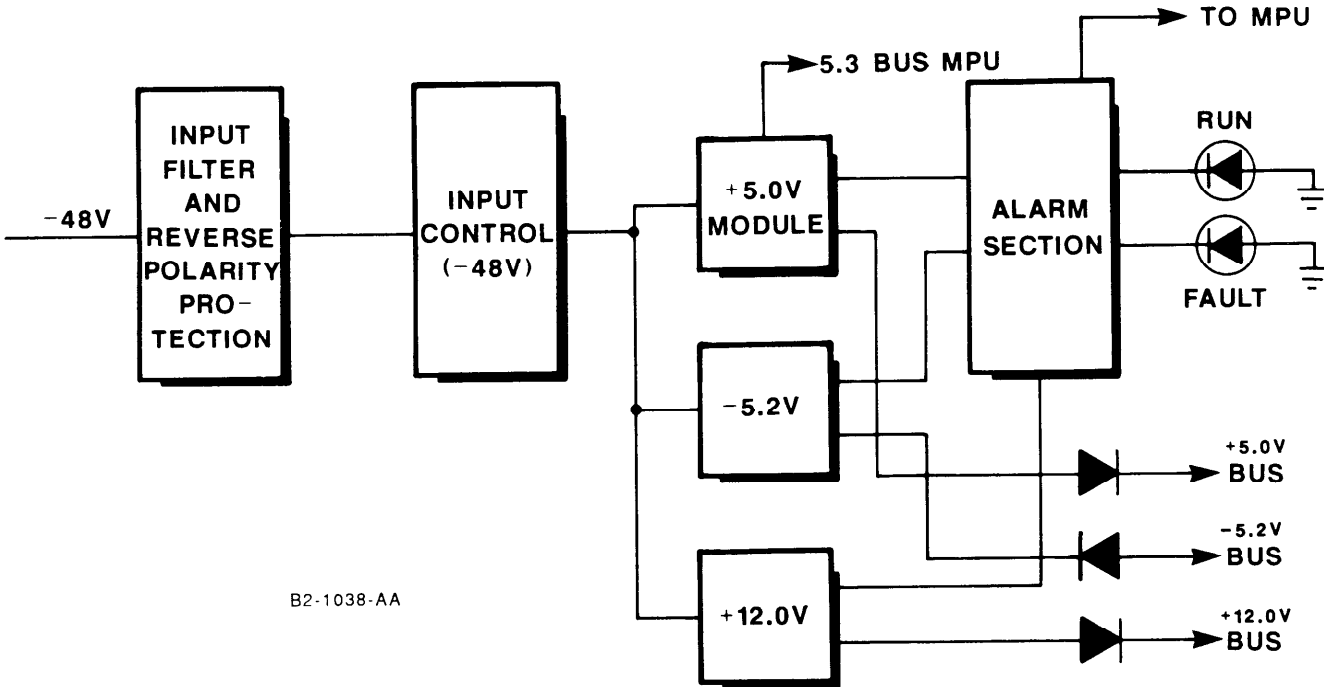 TO MPU
5.3 BUS MPU
-48V
INPUT
FILTER
AND
REVERSE
POLARITY
PRO-
TECTION
INPUT
CONTROL
(-48V)
+5.0V
MODULE
ALARM
SECTION
RUN
FAULT
-5.2V
+12.0V
+5.0V
BUS
-5.2V
BUS
+12.0V
BUS
B2-1038-AA